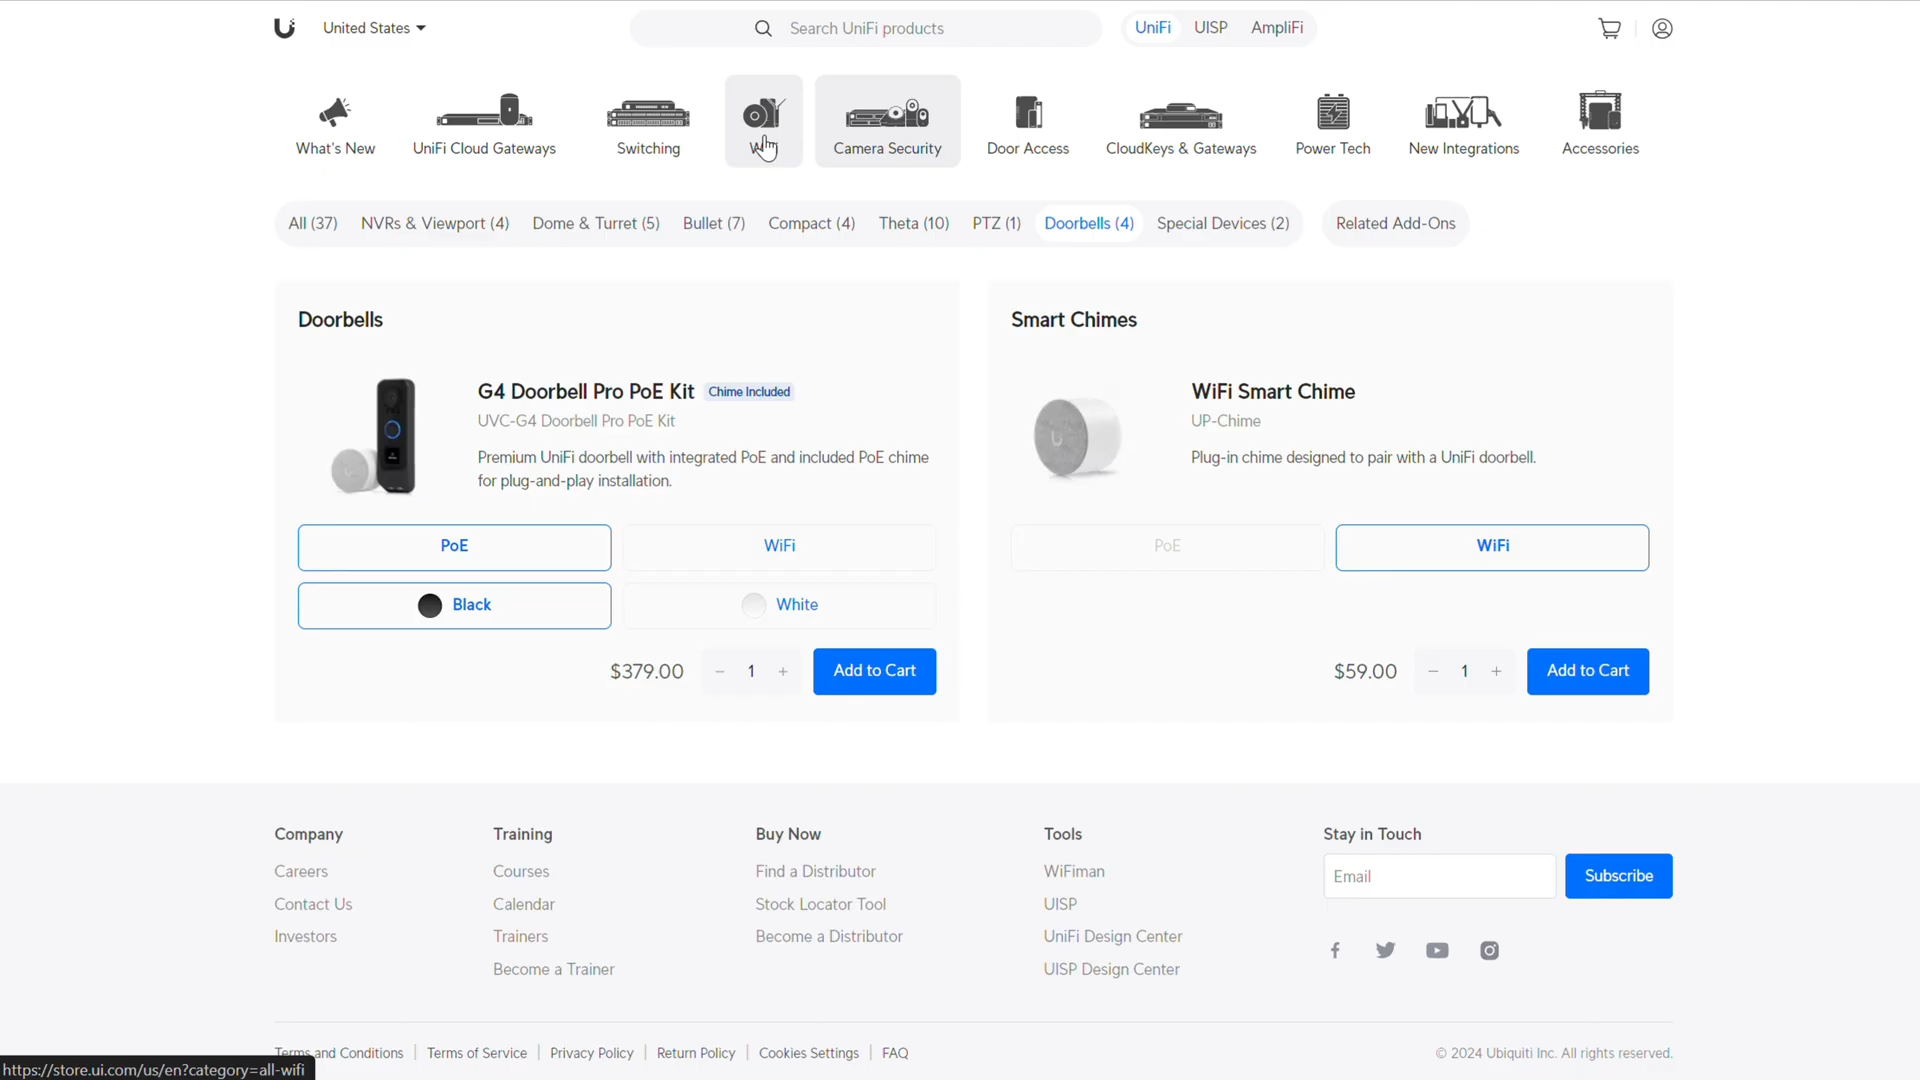 United States
Search UniFi products
UniFi UISP AmpliFi
What's New
UniFi Cloud Gateways
Switching
Camera Security
Door Access
CloudKeys & Gateways
Power Tech
New Integrations
Accessories
All (37)
NVRs & Viewport (4)
Dome & Turret (5)
Bullet (7)
Compact (4)
Theta (10)
PTZ (1)
Doorbells (4)
Special Devices (2)
Related Add-Ons
Doorbells
G4 Doorbell Pro PoE Kit Chime Included
UVC-G4 Doorbell Pro PoE Kit
Premium UniFi doorbell with integrated PoE and included PoE chime
for plug-and-play installation.
PoE
WiFi
Black
White
$379.00
− 1 +
Add to Cart
Smart Chimes
WiFi Smart Chime
UP-Chime
Plug-in chime designed to pair with a UniFi doorbell.
PoE
WiFi
$59.00
− 1 +
Add to Cart
Company
Careers
Contact Us
Investors
Training
Courses
Calendar
Trainers
Become a Trainer
Buy Now
Find a Distributor
Stock Locator Tool
Become a Distributor
Tools
WiFiman
UISP
UniFi Design Center
UISP Design Center
Stay in Touch
Email
Subscribe
Terms and Conditions
Terms of Service
Privacy Policy
Return Policy
Cookies Settings
FAQ
© 2024 Ubiquiti Inc. All rights reserved.
https://store.ui.com/us/en?category=all-wifi